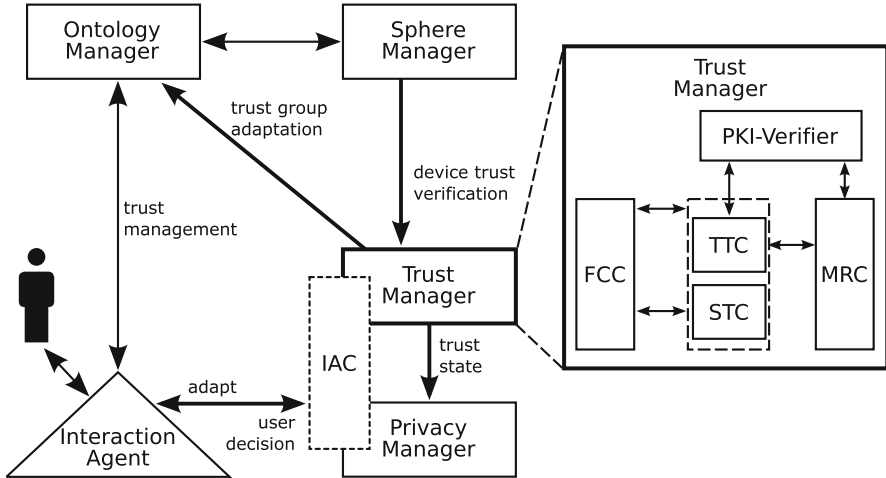 Ontology
Manager
Sphere
Manager
trust group
adaptation
device trust
verification
trust
management
Trust
Manager
IAC
trust
state
adapt
user
decision
Interaction
Agent
Privacy
Manager
Trust
Manager
PKI-Verifier
FCC
TTC
STC
MRC